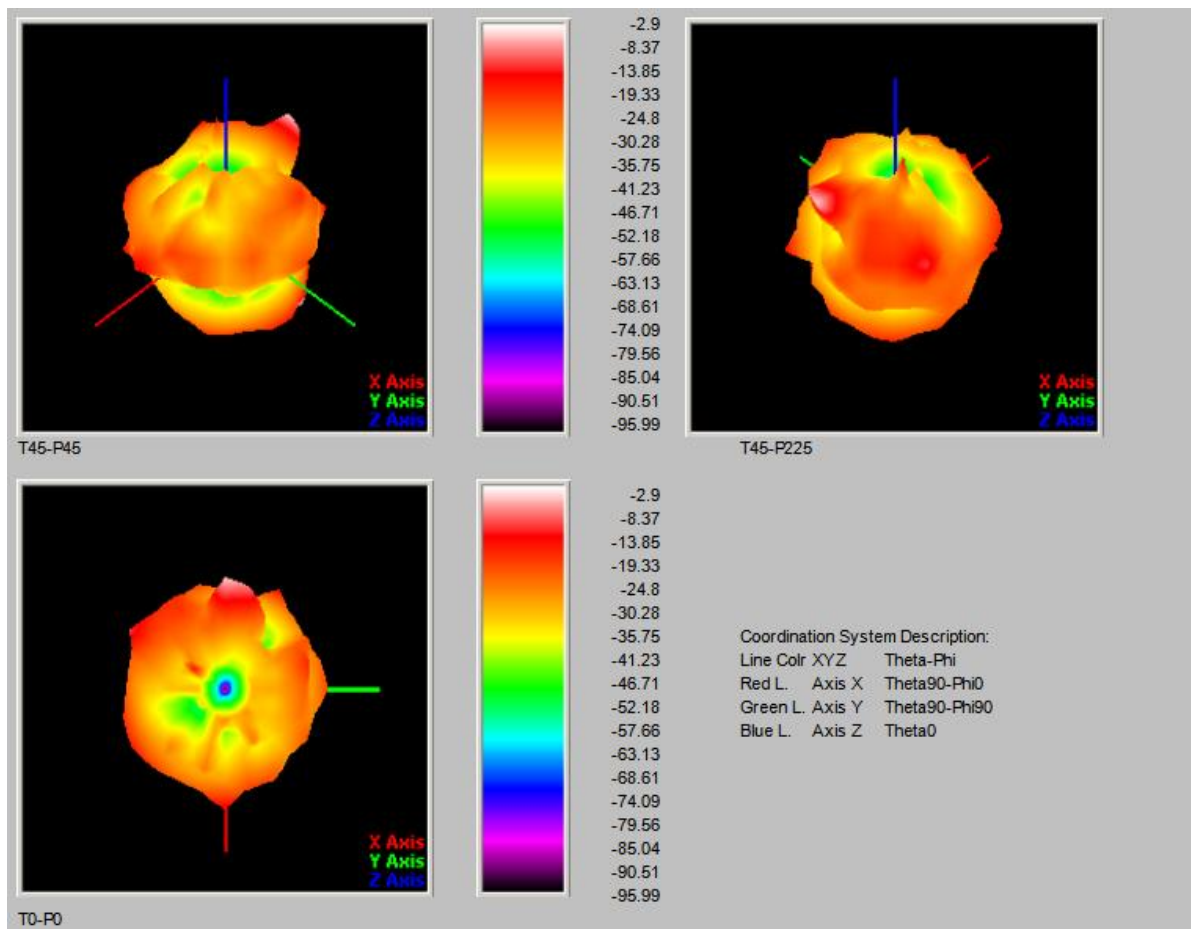 -2.9
-8.37
-13.85
-19.33
-24.8
-30.28
-35.75
-41.23
-46.71
-52.18
-57.66
-63.13
-68.61
-74.09
-79.56
-85.04
-90.51
-95.99
X Axis
Y Axis
Z Axis
T45-P45
X Axis
Y Axis
Z Axis
T45-P225
-2.9
-8.37
-13.85
-19.33
-24.8
-30.28
-35.75
-41.23
-46.71
-52.18
-57.66
-63.13
-68.61
-74.09
-79.56
-85.04
-90.51
-95.99
X Axis
Y Axis
Z Axis
T0-P0
Coordination System Description:
Line Colr XYZ Theta-Phi
Red L. Axis X Theta90-Phi0
Green L. Axis Y Theta90-Phi90
Blue L. Axis Z Theta0